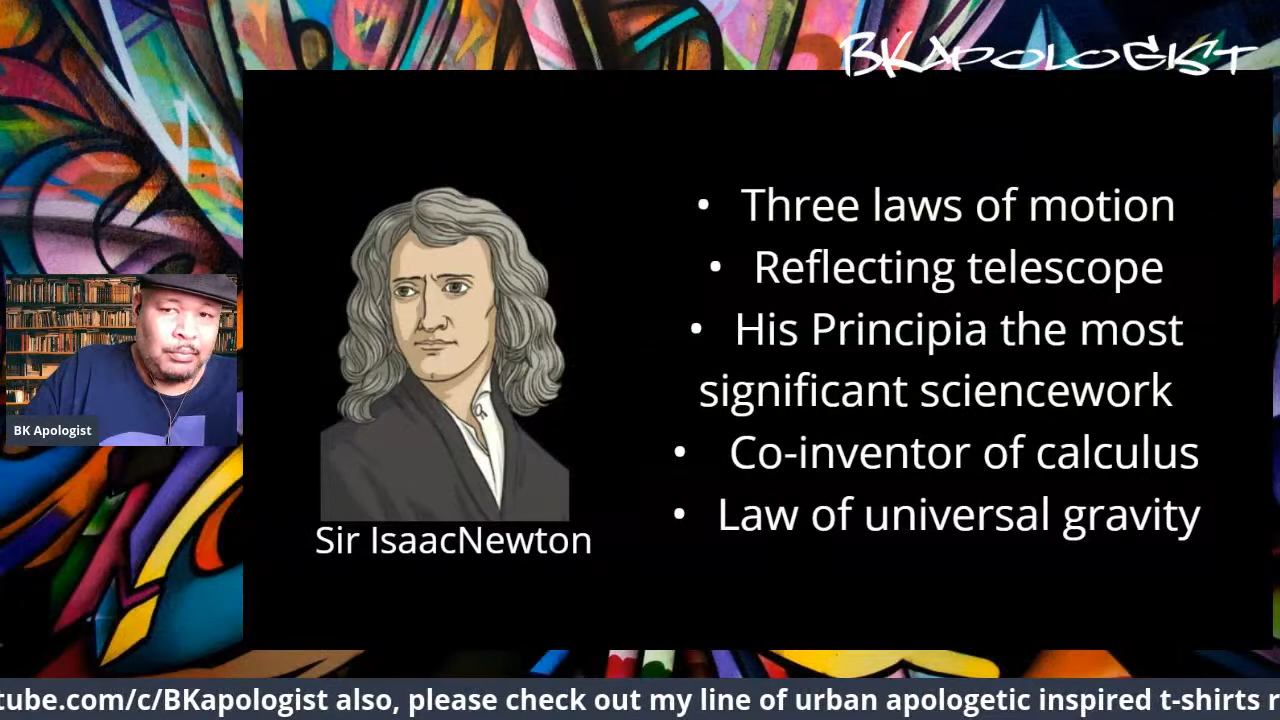 BKAPOLOGIST
• Three laws of motion
• Reflecting telescope
• His Principia the most
significant sciencework
• Co-inventor of calculus
• Law of universal gravity
Sir IsaacNewton
BK Apologist
tube.com/c/BKapologist also, please check out my line of urban apologetic inspired t-shirts